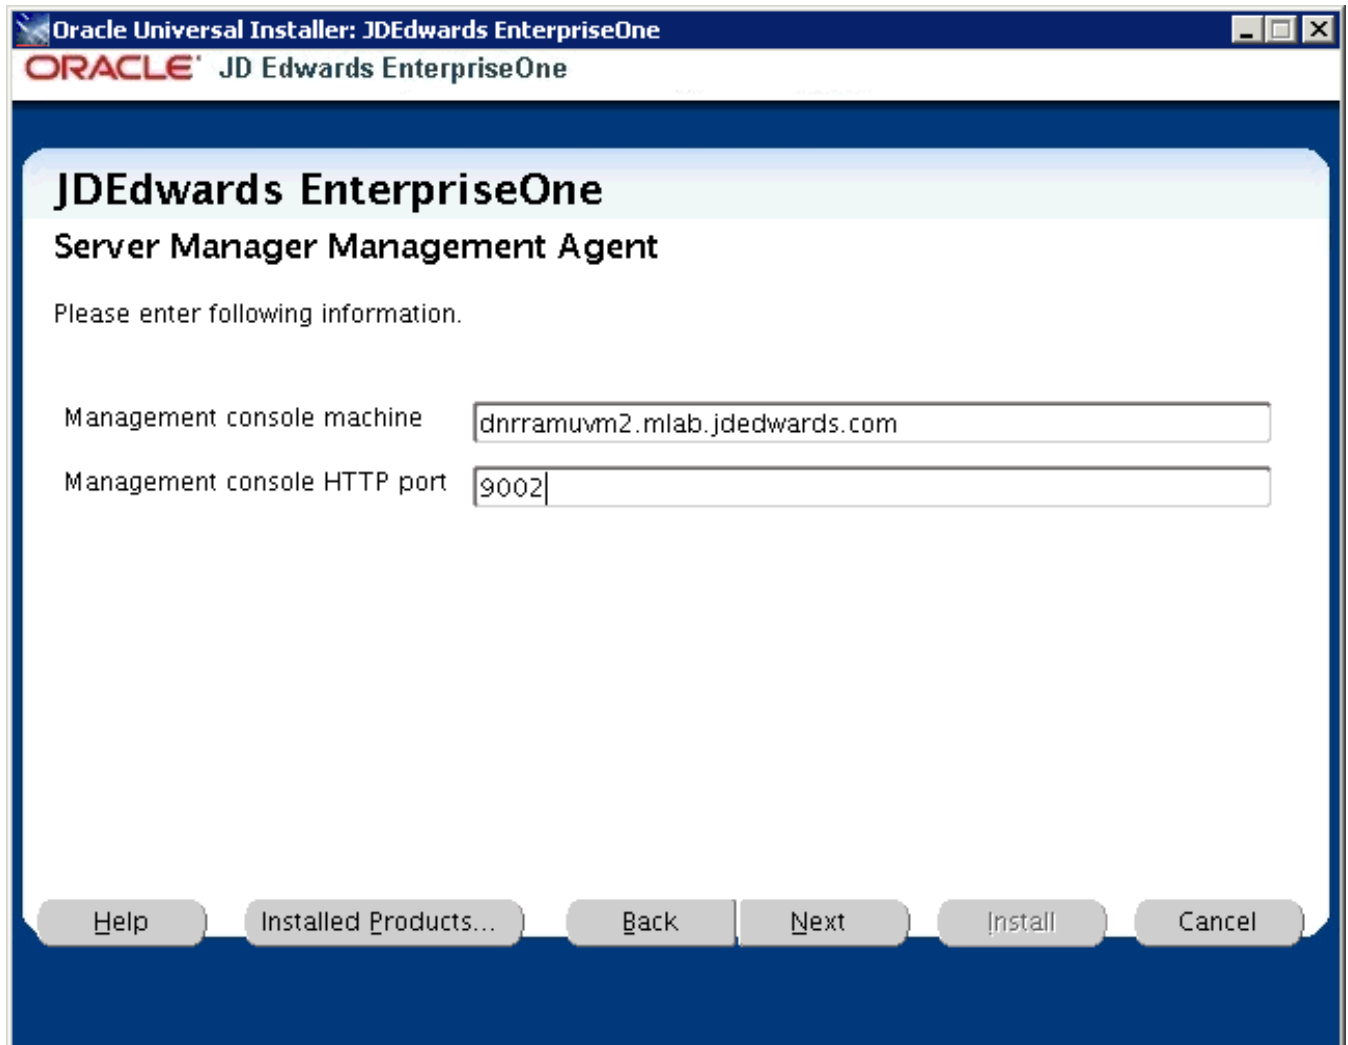 Oracle Universal Installer: JDEdwards EnterpriseOne
ORACLE JD Edwards EnterpriseOne
JDEdwards EnterpriseOne
Server Manager Management Agent
Please enter following information.
Management console machine dnrramuvm2.mlab.jdedwards.com
Management console HTTP port 9002
Help Installed Products... Back Next Install Cancel